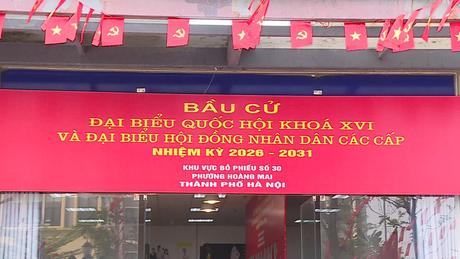 BẦU CỬ
ĐẠI BIỂU QUỐC HỘI KHOÁ XVI
VÀ ĐẠI BIỂU HỘI ĐỒNG NHÂN DÂN CÁC CẤP
NHIỆM KỲ 2026 - 2031
KHU VỰC BỎ PHIẾU SỐ 30
PHƯỜNG HOÀNG MAI
THÀNH PHỐ HÀ NỘI